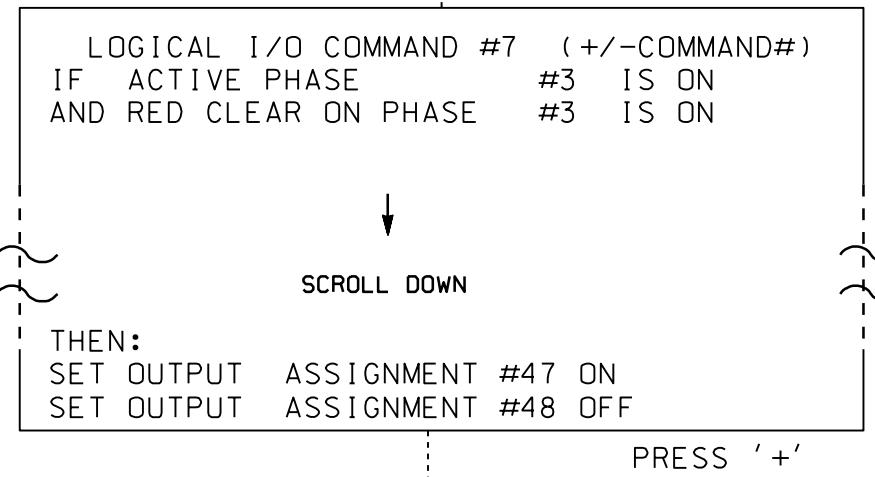 LOGICAL I/O COMMAND #7 (+/-COMMAND#)
IF ACTIVE PHASE #3 IS ON
AND RED CLEAR ON PHASE #3 IS ON
SCROLL DOWN
THEN:
SET OUTPUT ASSIGNMENT #47 ON
SET OUTPUT ASSIGNMENT #48 OFF
PRESS '+'